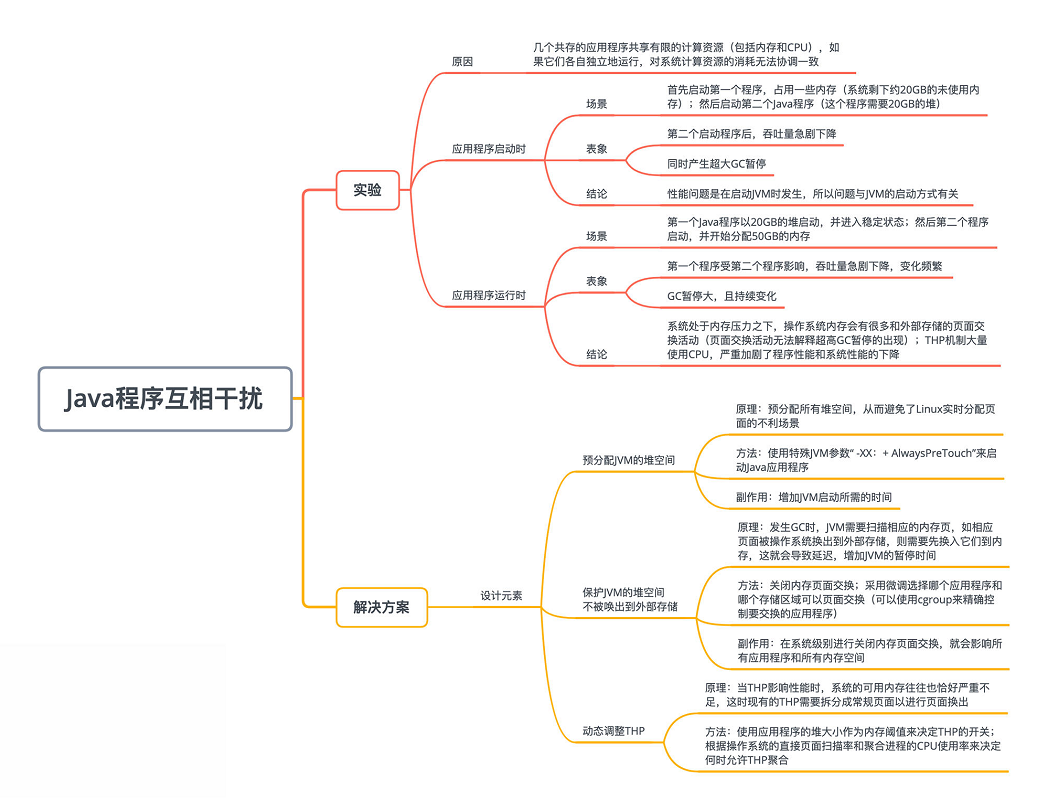 Java程序互相干扰
实验
原因
几个共存的应用程序共享有限的计算资源（包括内存和CPU），如
果它们各自独立地运行，对系统计算资源的消耗无法协调一致
应用程序启动时
场景
首先启动第一个程序，占用一些内存（系统剩下约20GB的未使用内
存）；然后启动第二个Java程序（这个程序需要20GB的堆）
表象
第二个启动程序后，吞吐量急剧下降
同时产生超大GC暂停
结论
性能问题是在启动JVM时发生，所以问题与JVM的启动方式有关
应用程序运行时
场景
第一个Java程序以20GB的堆启动，并进入稳定状态；然后第二个程序
启动，并开始分配50GB的内存
表象
第一个程序受第二个程序影响，吞吐量急剧下降，变化频繁
GC暂停大，且持续变化
结论
系统处于内存压力之下，操作系统内存会有很多和外部存储的页面交
换活动（页面交换活动无法解释超高GC暂停的出现）；THP机制大量
使用CPU，严重加剧了程序性能和系统性能的下降
解决方案
设计元素
预分配JVM的堆空间
原理：预分配所有堆空间，从而避免了Linux实时分配页
面的不利场景
方法：使用特殊JVM参数“ -XX：+ AlwaysPreTouch”来启
动Java应用程序
副作用：增加JVM启动所需的时间
保护JVM的堆空间
不被唤出到外部存储
原理：发生GC时，JVM需要扫描相应的内存页，如相应
页面被操作系统换出到外部存储，则需要先换入它们到内
存，这就会导致延迟，增加JVM的暂停时间
方法：关闭内存页面交换；采用微调选择哪个应用程序和
哪个存储区域可以页面交换（可以使用cgroup来精确控
制要交换的应用程序）
副作用：在系统级别进行关闭内存页面交换，就会影响所
有应用程序和所有内存空间
动态调整THP
原理：当THP影响性能时，系统的可用内存往往也恰好严重不
足，这时现有的THP需要拆分成常规页面以进行页面换出
方法：使用应用程序的堆大小作为内存阈值来决定THP的开关；
根据操作系统的直接页面扫描率和聚合进程的CPU使用率来决定
何时允许THP聚合